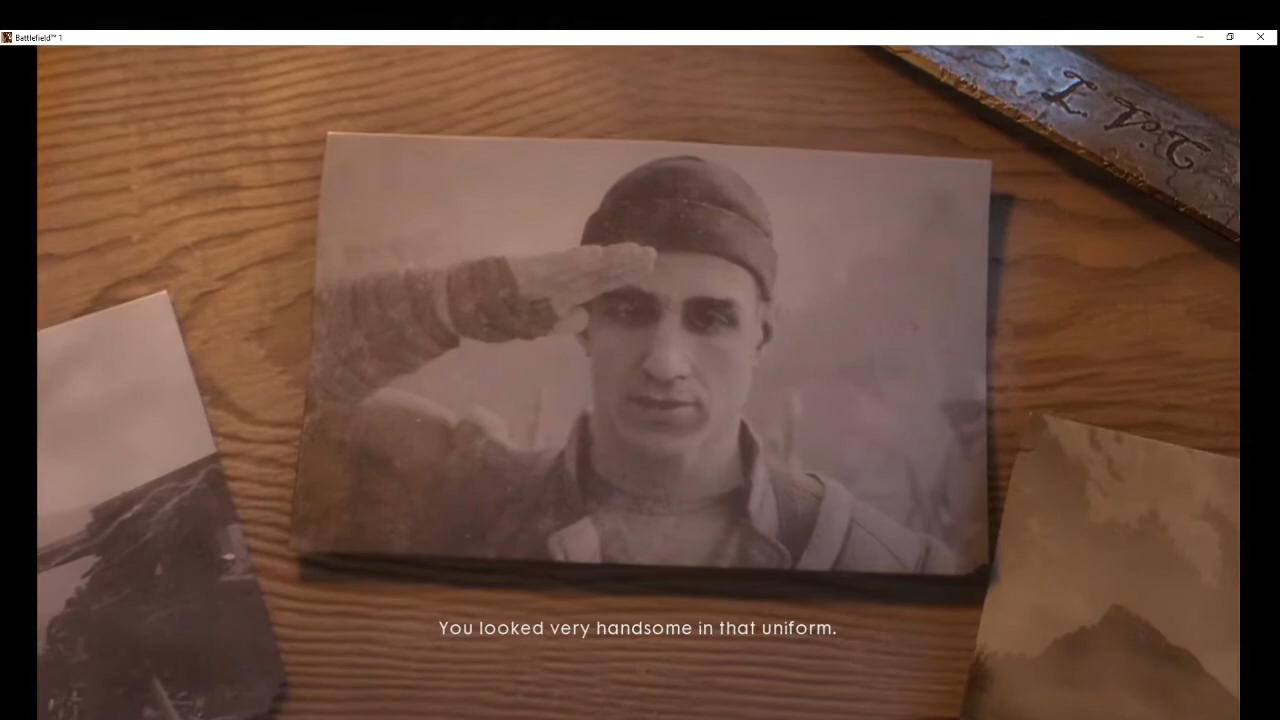 Battlefield™ 1
You looked very handsome in that uniform.